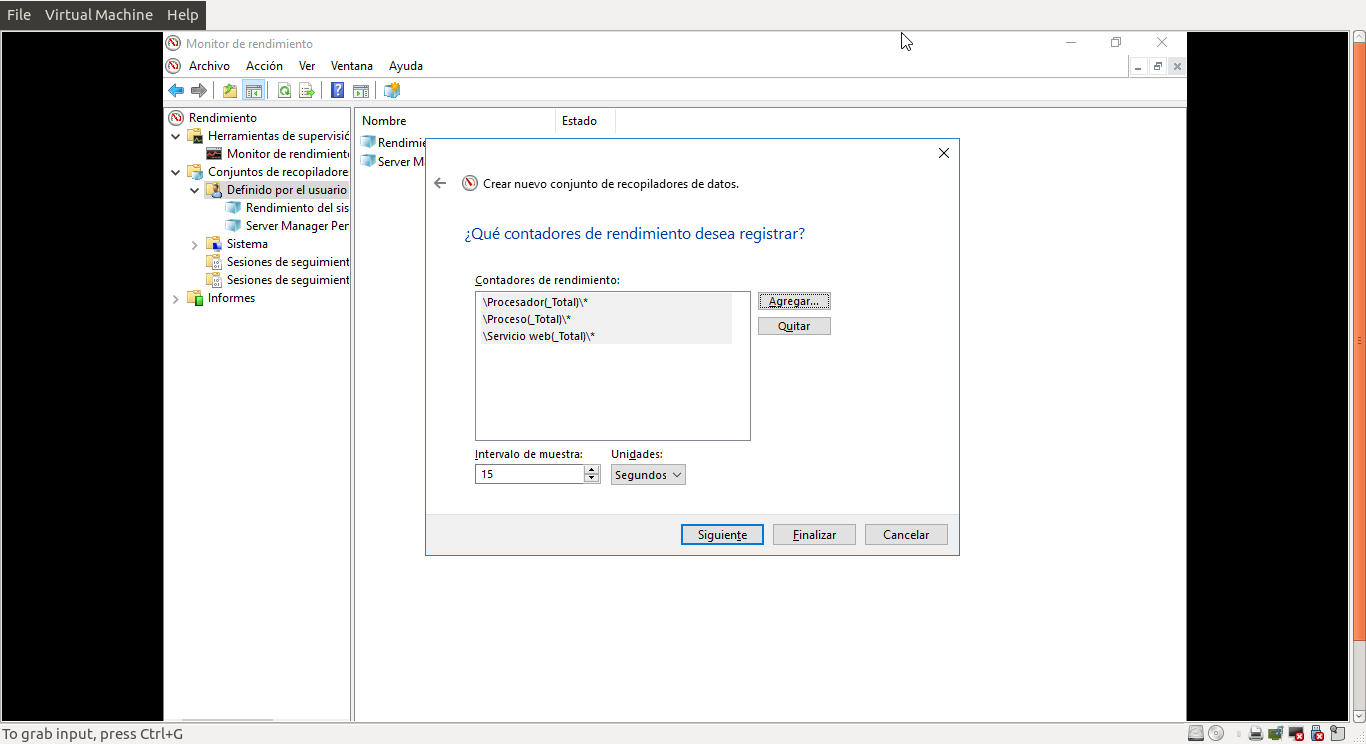 File Virtual Machine Help
Monitor de rendimiento
Archivo Acción Ver Ventana Ayuda
Rendimiento
Herramientas de supervisió
Monitor de rendimiento
Conjuntos de recopiladore
Definido por el usuario
Rendimiento del sis
Server Manager Per
Sistema
Sesiones de seguimient
Sesiones de seguimient
Informes
Nombre Estado
Rendimie
Server M
Crear nuevo conjunto de recopiladores de datos.
¿Qué contadores de rendimiento desea registrar?
Contadores de rendimiento:
\Procesador(_Total)\*
\Proceso(_Total)\*
\Servicio web(_Total)\*
Agregar...
Quitar
Intervalo de muestra: Unidades:
15 Segundos
Siguiente Finalizar Cancelar
To grab input, press Ctrl+G